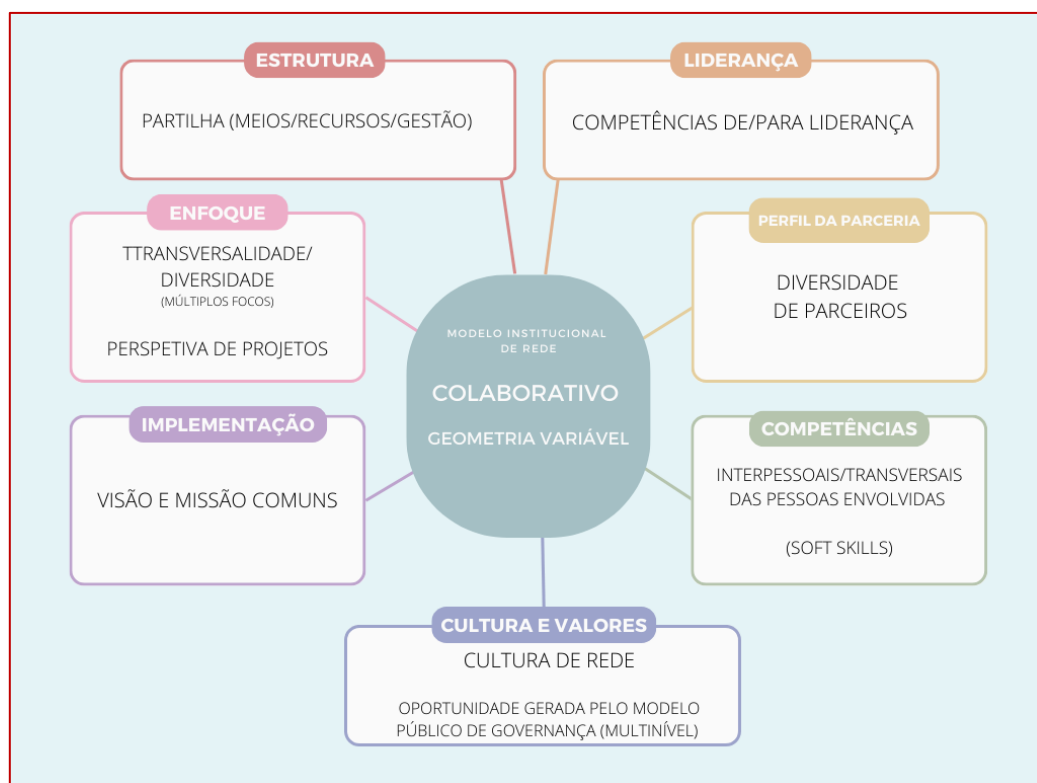 ESTRUTURA
PARTILHA (MEIOS/RECURSOS/GESTÃO)
LIDERANÇA
COMPETÊNCIAS DE/PARA LIDERANÇA
ENFOQUE
TTRANSVERSALIDADE/
DIVERSIDADE
(MÚLTIPLOS FOCOS)
PERSPETIVA DE PROJETOS
PERFIL DA PARCERIA
DIVERSIDADE
DE PARCEIROS
MODELO INSTITUCIONAL
DE REDE
COLABORATIVO
GEOMETRIA VARIÁVEL
IMPLEMENTAÇÃO
VISÃO E MISSÃO COMUNS
COMPETÊNCIAS
INTERPESSOAIS/TRANSVERSAIS
DAS PESSOAS ENVOLVIDAS
(SOFT SKILLS)
CULTURA E VALORES
CULTURA DE REDE
OPORTUNIDADE GERADA PELO MODELO
PÚBLICO DE GOVERNANÇA (MULTINÍVEL)